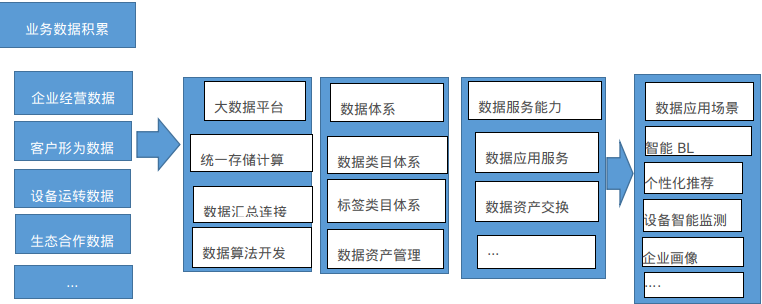 业务数据积累
企业经营数据
客户形为数据
设备运转数据
生态合作数据
...
大数据平台
统一存储计算
数据汇总连接
数据算法开发
数据体系
数据类目体系
标签类目体系
数据资产管理
数据服务能力
数据应用服务
数据资产交换
...
数据应用场景
智能 BL
个性化推荐
设备智能监测
企业画像
....